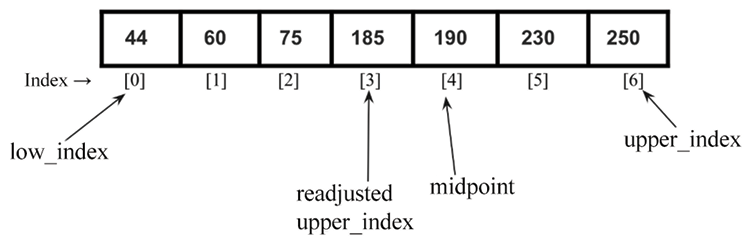 44 60 75 185 190 230 250
Index → [0] [1] [2] [3] [4] [5] [6]
low_index
upper_index
readjusted
upper_index
midpoint